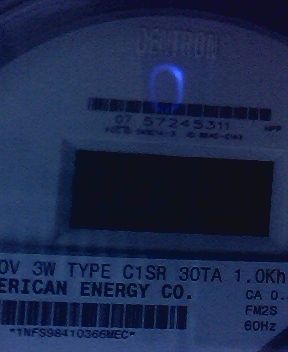 CENTRON
07 57245311
0V 3W TYPE C1SR 30TA 1.0Kh
ERICAN ENERGY CO. CA 0.
FM2S
*1NFS98410366MEC* 60Hz